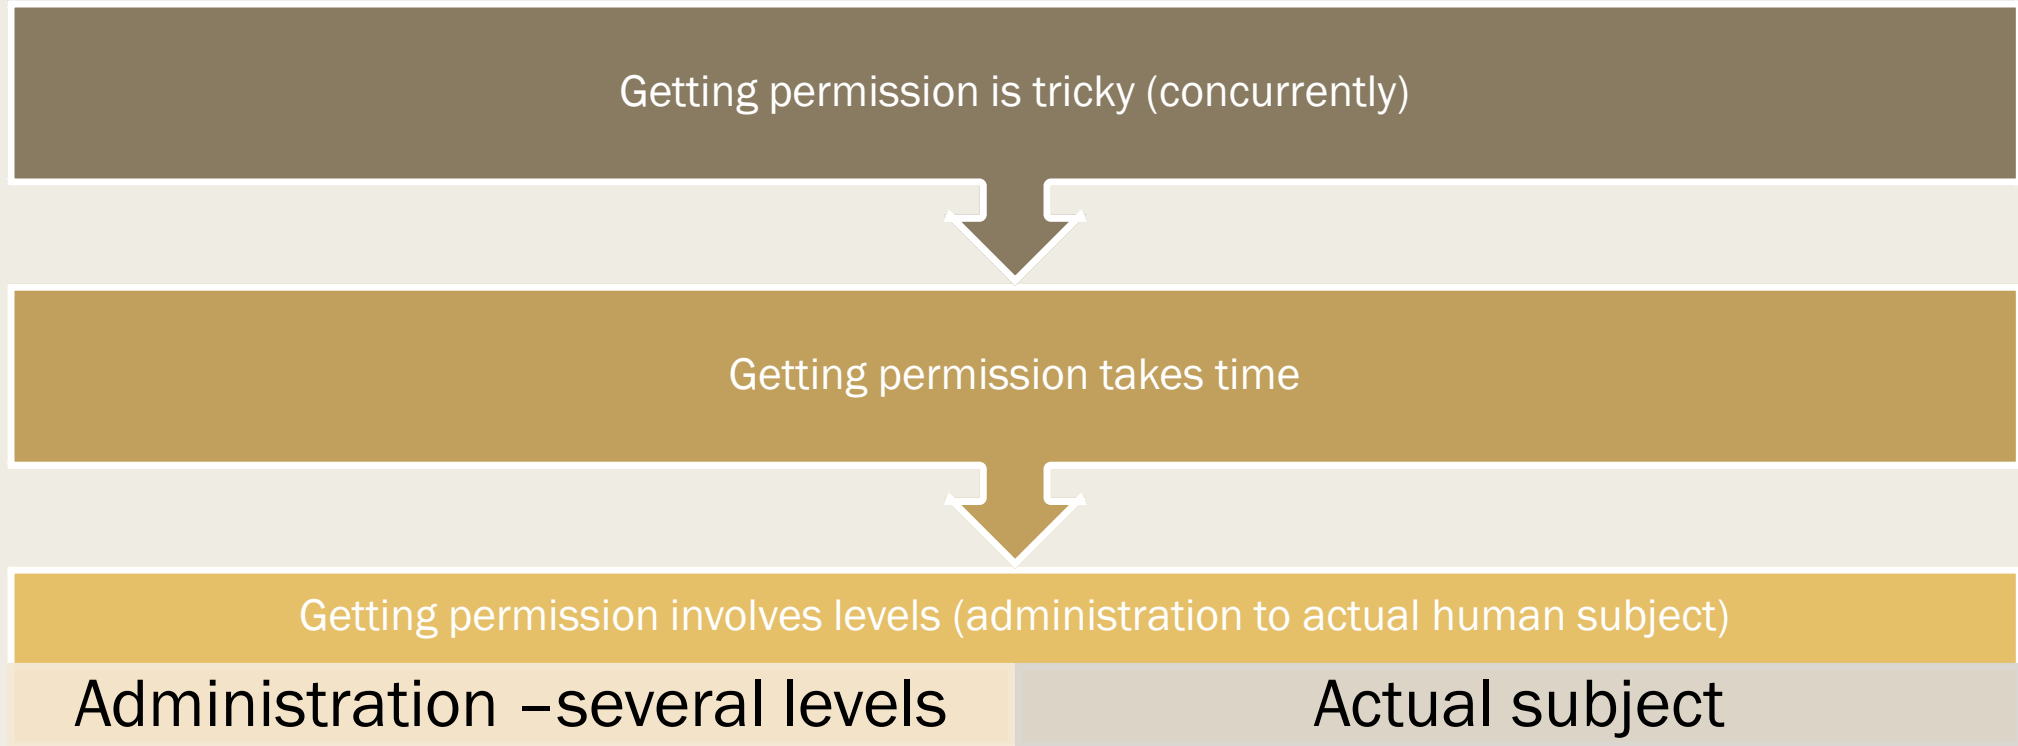 Getting permission is tricky (concurrently)
Getting permission takes time
Getting permission involves levels (administration to actual human subject)
Administration –several levels
Actual subject